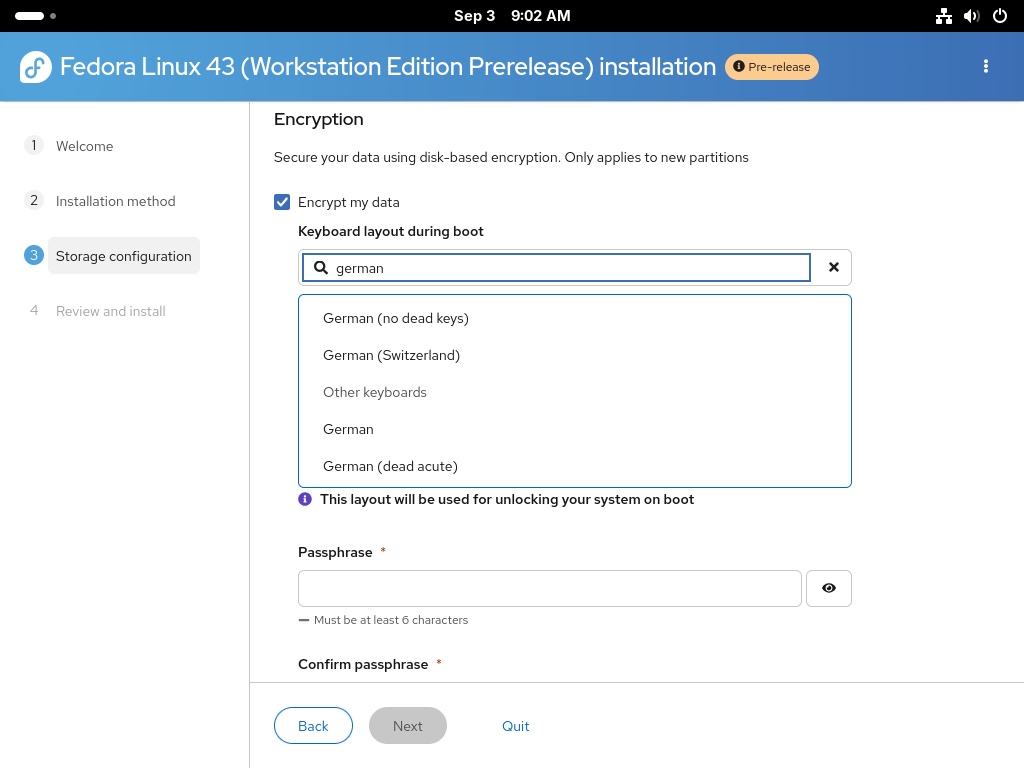 Sep 3 9:02 AM
Fedora Linux 43 (Workstation Edition Prerelease) installation Pre-release
1 Welcome
2 Installation method
3 Storage configuration
4 Review and install
Encryption
Secure your data using disk-based encryption. Only applies to new partitions
Encrypt my data
Keyboard layout during boot
german
German (no dead keys)
German (Switzerland)
Other keyboards
German
German (dead acute)
This layout will be used for unlocking your system on boot
Passphrase *
Must be at least 6 characters
Confirm passphrase *
Back Next Quit